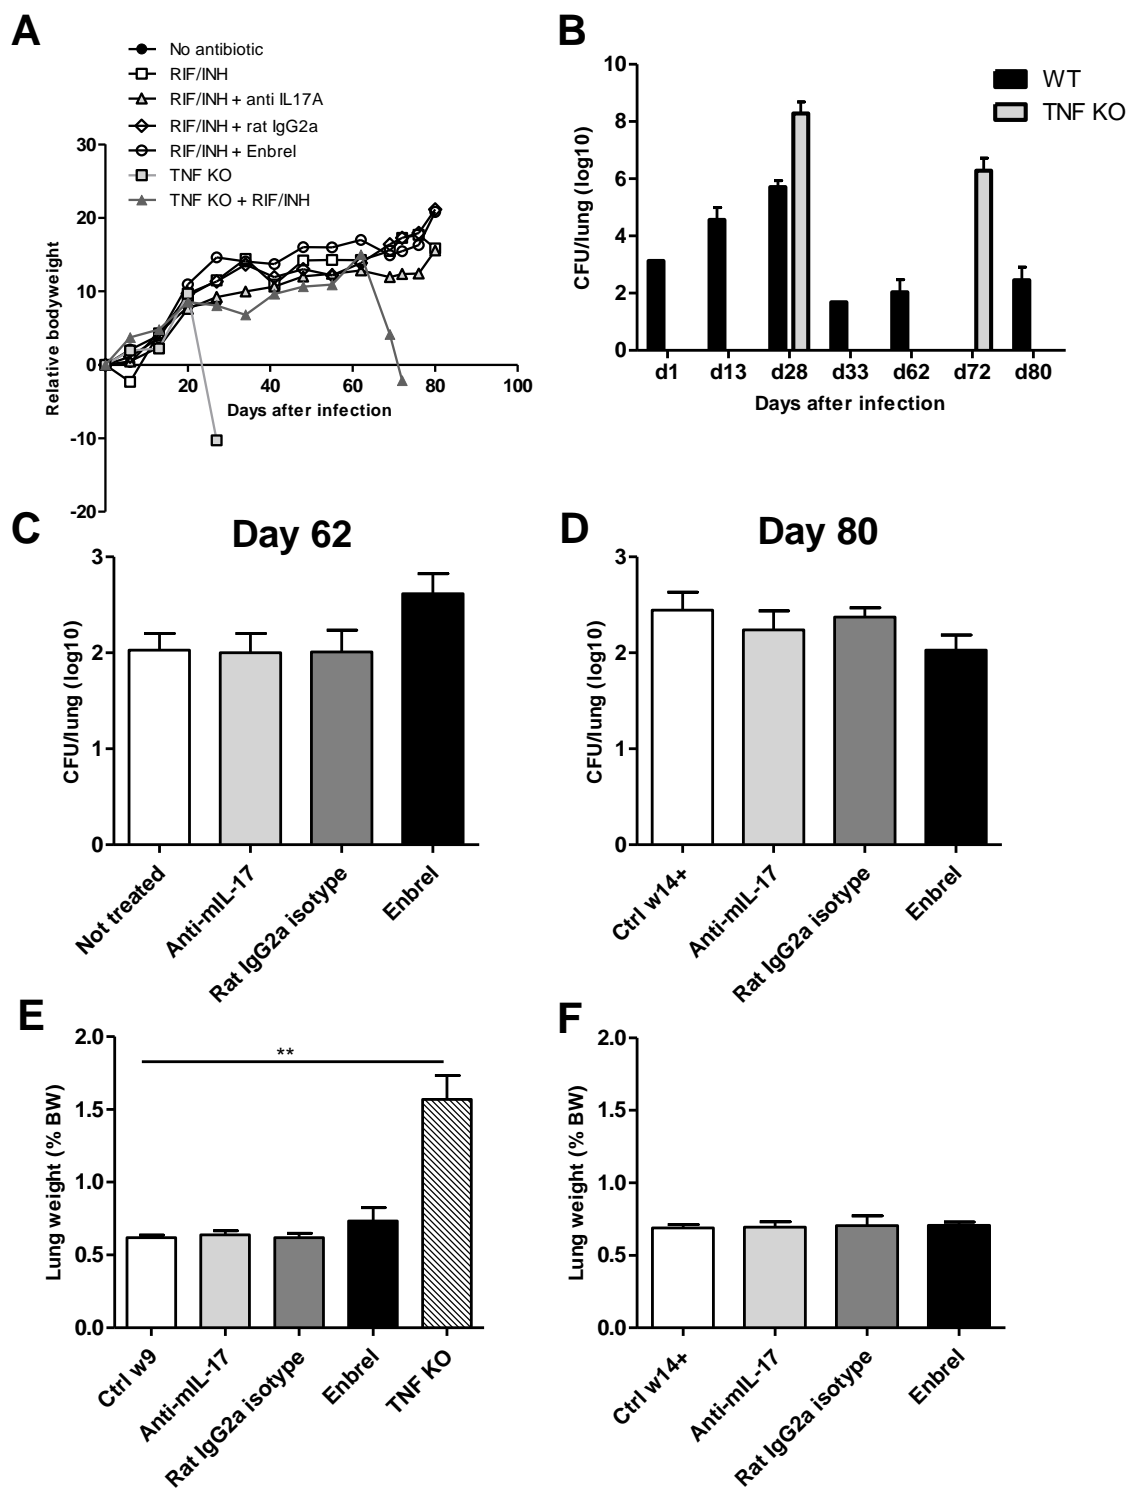 A
No antibiotic
RIF/INH
RIF/INH + anti IL17A
RIF/INH + rat IgG2a
RIF/INH + Enbrel
TNF KO
TNF KO + RIF/INH
30
20
10
0
-10
-20
20
40
60
80
100
Relative bodyweight
Days after infection
B
WT
TNF KO
10
8
6
4
2
0
CFU/lung (log10)
d1
d13
d28
d33
d62
d72
d80
Days after infection
C
Day 62
3
2
1
0
CFU/lung (log10)
Not treated
Anti-mIL-17
Rat IgG2a isotype
Enbrel
D
Day 80
3
2
1
0
CFU/lung (log10)
Ctrl w14+
Anti-mIL-17
Rat IgG2a isotype
Enbrel
E
2.0
1.5
1.0
0.5
0.0
Lung weight (% BW)
**
Ctrl w9
Anti-mIL-17
Rat IgG2a isotype
Enbrel
TNF KO
F
2.0
1.5
1.0
0.5
0.0
Lung weight (% BW)
Ctrl w14+
Anti-mIL-17
Rat IgG2a isotype
Enbrel